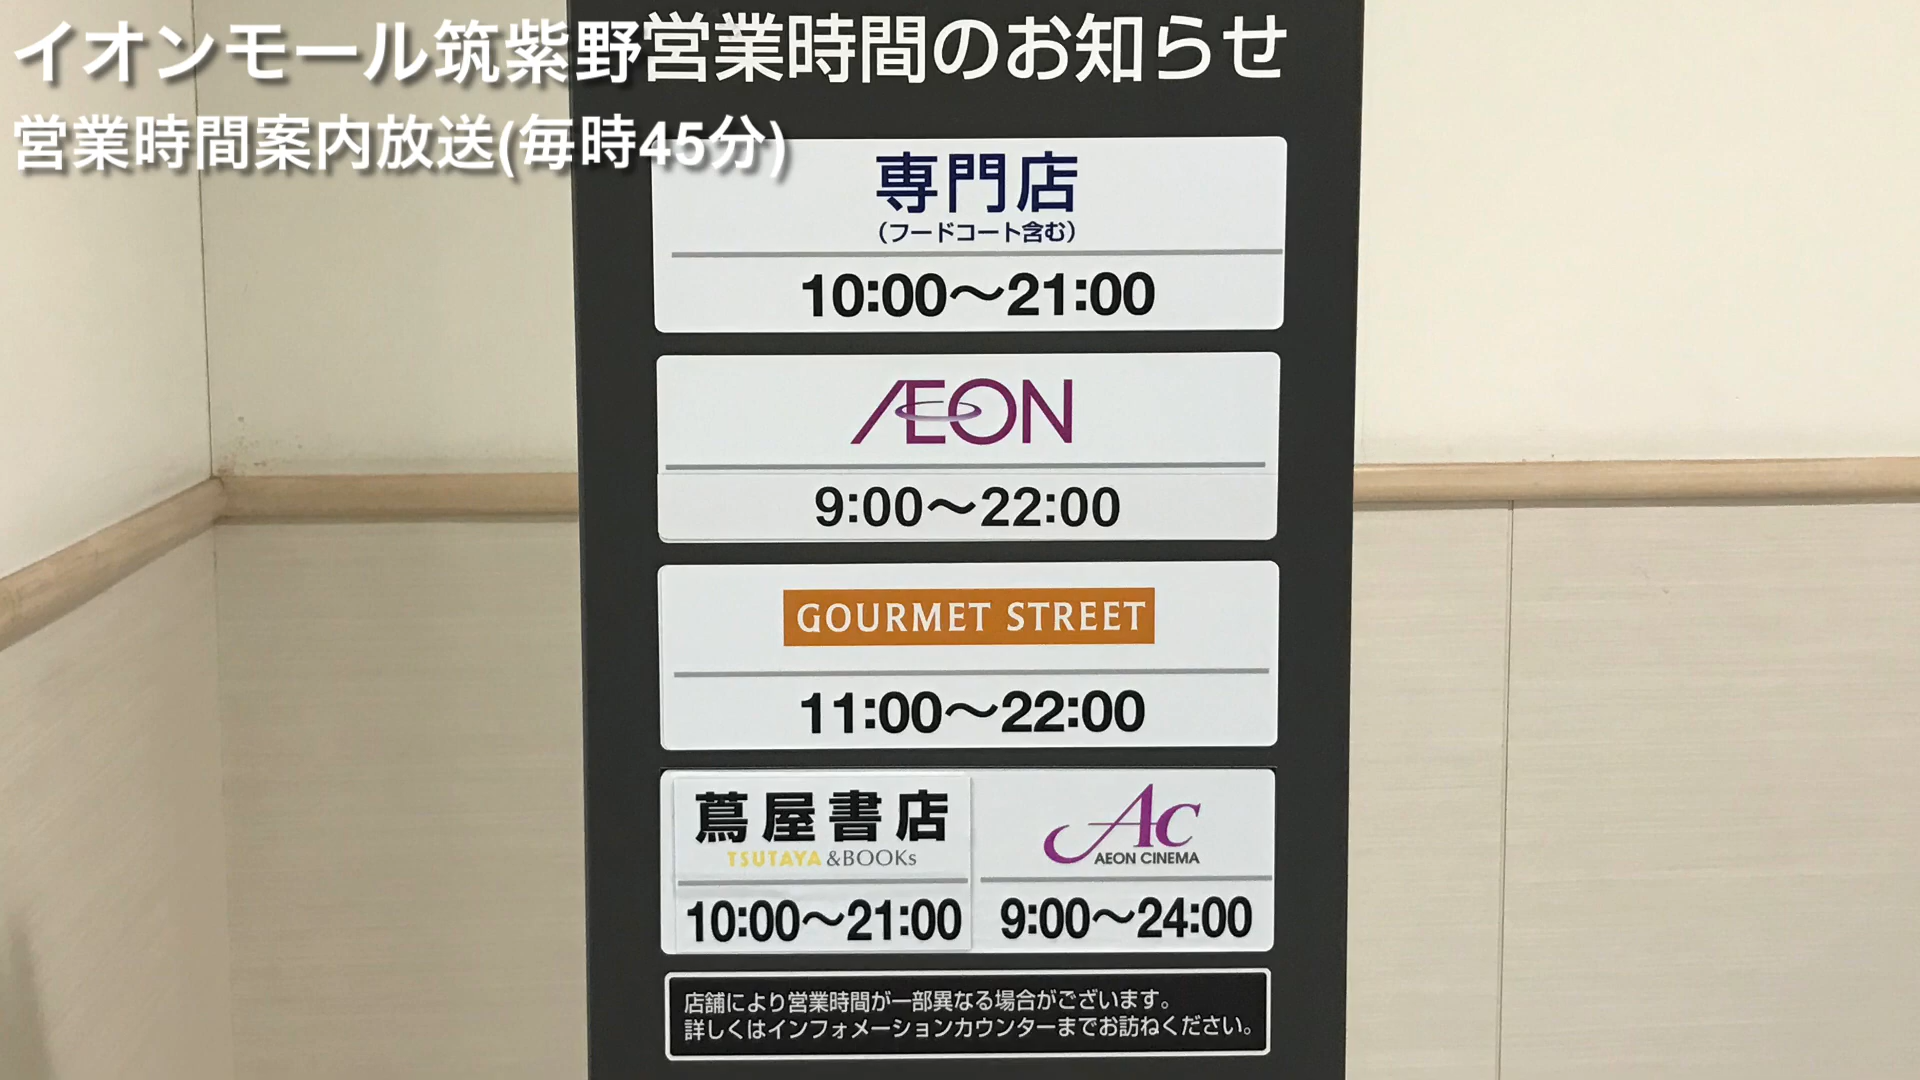 イオンモール筑紫野
営業時間案内放送(毎時45分)
営業時間のお知らせ
専門店
(フードコート含む)
10:00〜21:00
ÆON
9:00〜22:00
GOURMET STREET
11:00〜22:00
蔦屋書店
TSUTAYA &BOOKs
10:00〜21:00
AC
AEON CINEMA
9:00〜24:00
店舗により営業時間が一部異なる場合がございます。
詳しくはインフォメーションカウンターまでお訪ねください。